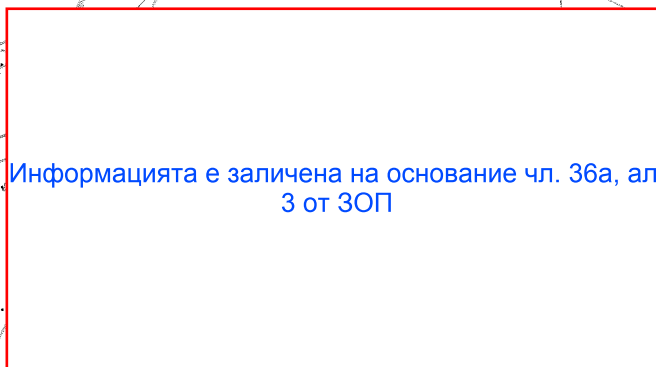 Информацията е заличена на основание чл. 36а, ал
3 от ЗОП